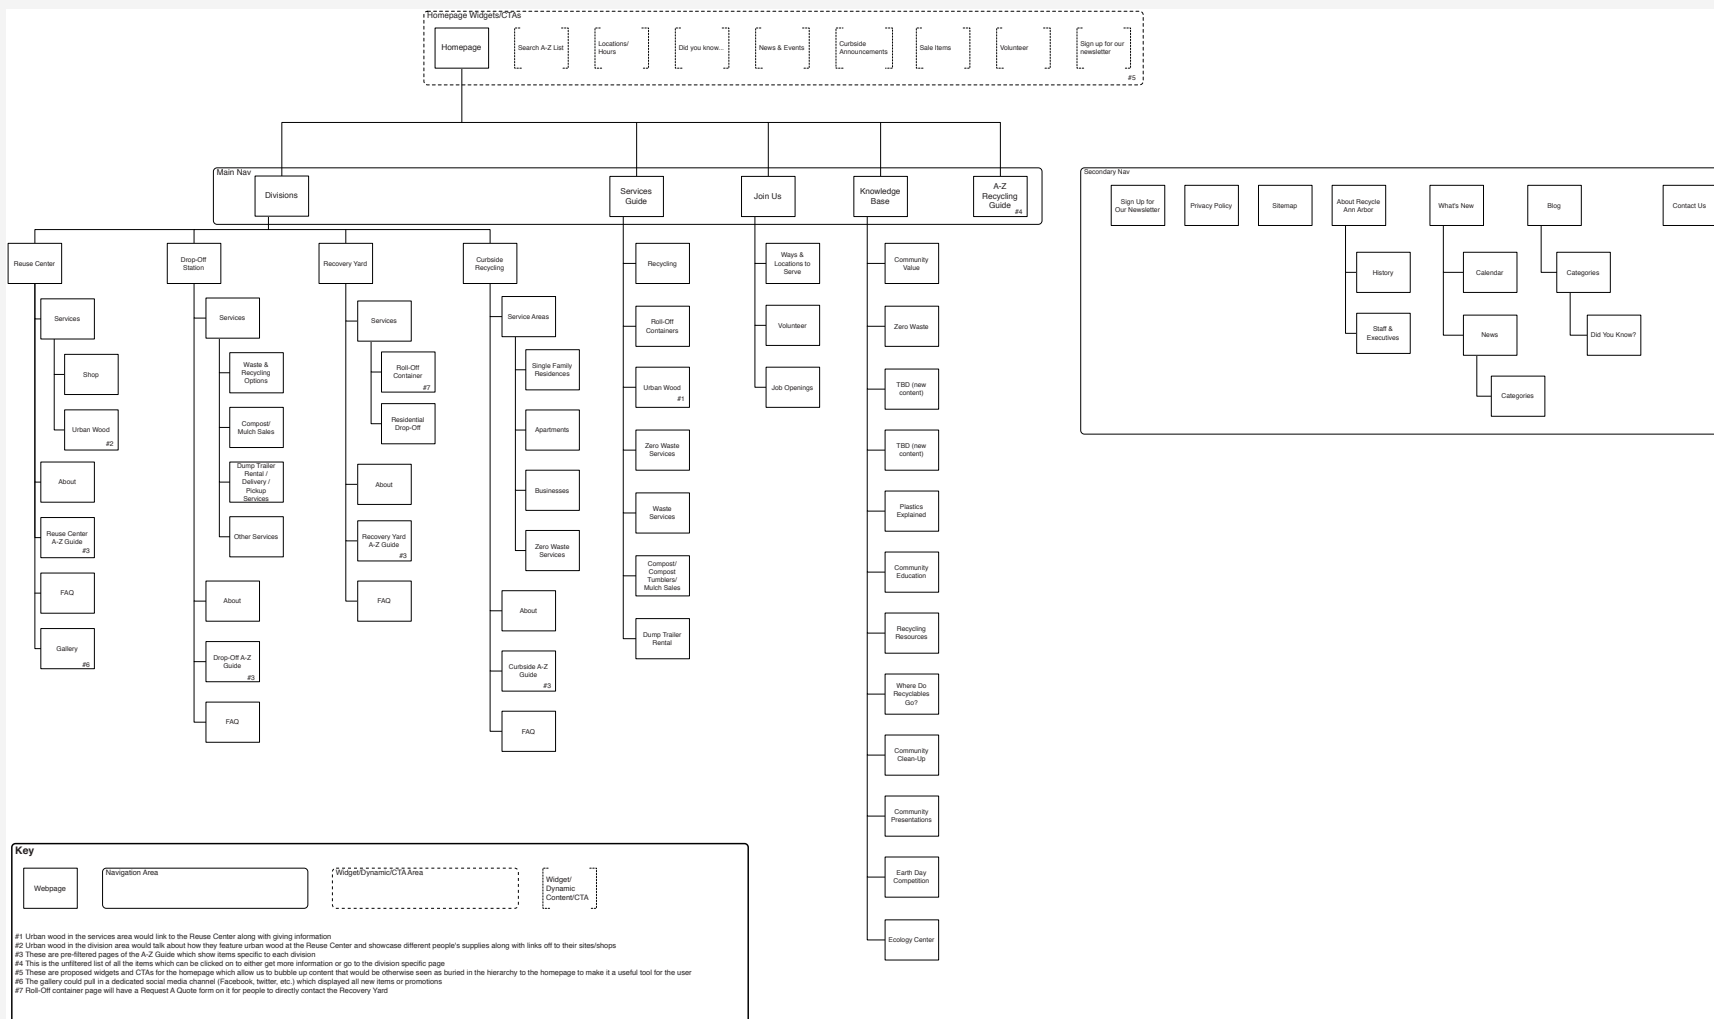 Homepage Widgets/CTAs
Homepage
Search A-Z List
Locations/
Hours
Did you know...
News & Events
Curbside
Announcements
Sale Items
Volunteer
Sign up for our
newsletter
#5
Main Nav
Divisions
Services
Guide
Join Us
Knowledge
Base
A-Z
Recycling
Guide
#4
Secondary Nav
Sign Up for
Our Newsletter
Privacy Policy
Sitemap
About Recycle
Ann Arbor
What's New
Blog
Contact Us
History
Staff &
Executives
Calendar
News
Categories
Categories
Did You Know?
Reuse Center
Services
Shop
Urban Wood
#2
About
Reuse Center
A-Z Guide
#3
FAQ
Gallery
#6
Drop-Off
Station
Services
Waste &
Recycling
Options
Compost/
Mulch Sales
Dump Trailer
Rental /
Delivery /
Pickup
Services
Other Services
About
Drop-Off A-Z
Guide
#3
FAQ
Recovery Yard
Services
Roll-Off
Container
#7
Residential
Drop-Off
About
Recovery Yard
A-Z Guide
#3
FAQ
Curbside
Recycling
Service Areas
Single Family
Residences
Apartments
Businesses
Zero Waste
Services
About
Curbside A-Z
Guide
#3
FAQ
Recycling
Roll-Off
Containers
Urban Wood
#1
Zero Waste
Services
Waste
Services
Compost/
Compost
Tumblers/
Mulch Sales
Dump Trailer
Rental
Ways &
Locations to
Serve
Volunteer
Job Openings
Community
Value
Zero Waste
TBD (new
content)
TBD (new
content)
Plastics
Explained
Community
Education
Recycling
Resources
Where Do
Recyclables
Go?
Community
Clean-Up
Community
Presentations
Earth Day
Competition
Ecology Center
Key
Webpage
Navigation Area
Widget/Dynamic/CTA Area
Widget/
Dynamic
Content/CTA
#1 Urban wood in the services area would link to the Reuse Center along with giving information
#2 Urban wood in the division area would talk about how they feature urban wood at the Reuse Center and showcase different people's supplies along with links off to their sites/shops
#3 These are pre-filtered pages of the A-Z Guide which show items specific to each division
#4 This is the unfiltered list of all the items which can be clicked on to either get more information or go to the division specific page
#5 These are proposed widgets and CTAs for the homepage which allow us to bubble up content that would be otherwise seen as buried in the hierarchy to the homepage to make it a useful tool for the user
#6 The gallery could pull in a dedicated social media channel (Facebook, twitter, etc.) which displayed all new items or promotions
#7 Roll-Off container page will have a Request A Quote form on it for people to directly contact the Recovery Yard